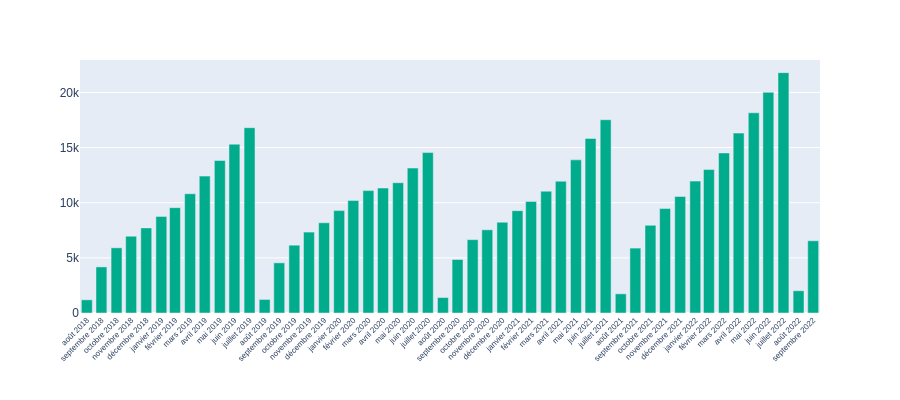 20k
15k
10k
5k
0
août 2018
septembre 2018
octobre 2018
novembre 2018
décembre 2018
janvier 2019
février 2019
mars 2019
avril 2019
mai 2019
juin 2019
juillet 2019
août 2019
septembre 2019
octobre 2019
novembre 2019
décembre 2019
janvier 2020
février 2020
mars 2020
avril 2020
mai 2020
juin 2020
juillet 2020
août 2020
septembre 2020
octobre 2020
novembre 2020
décembre 2020
janvier 2021
février 2021
mars 2021
avril 2021
mai 2021
juin 2021
juillet 2021
août 2021
septembre 2021
octobre 2021
novembre 2021
décembre 2021
janvier 2022
février 2022
mars 2022
avril 2022
mai 2022
juin 2022
juillet 2022
août 2022
septembre 2022